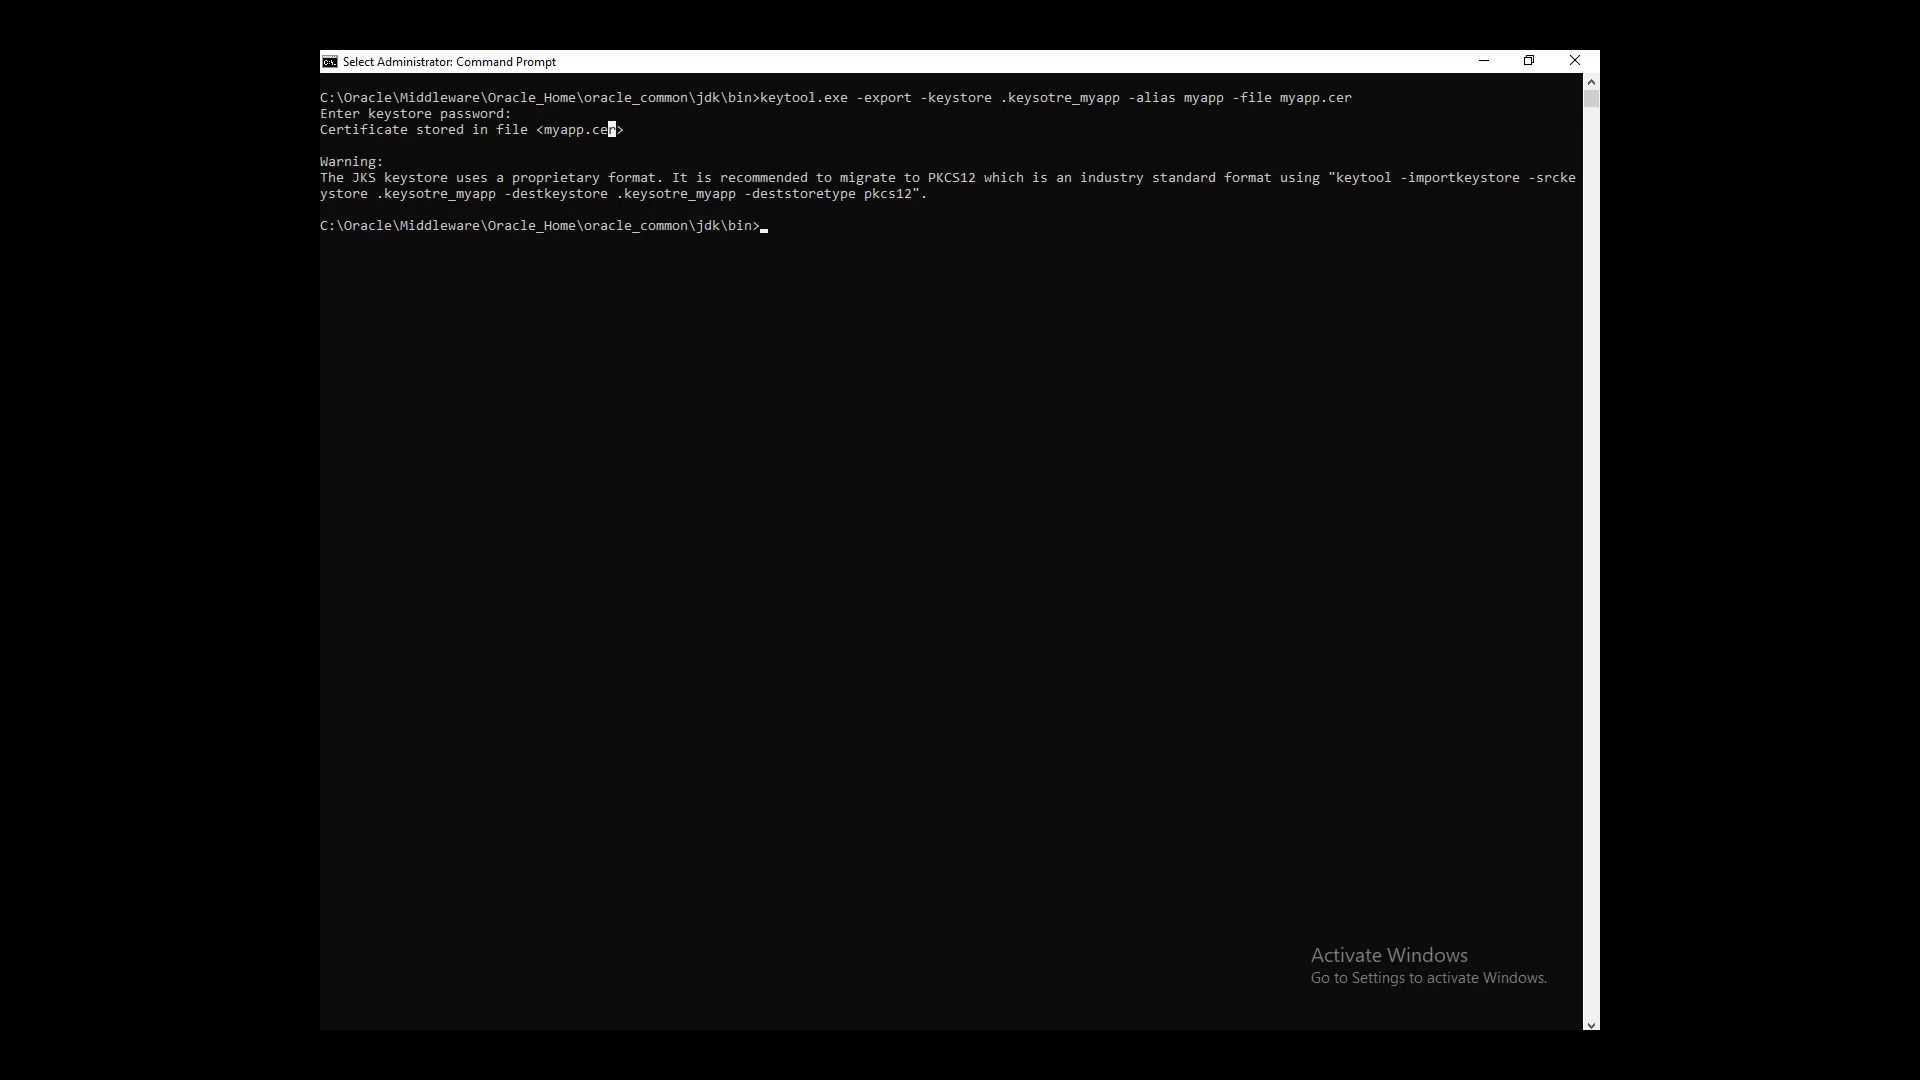 Select Administrator: Command Prompt
C:\Oracle\Middleware\Oracle_Home\oracle_common\jdk\bin>keytool.exe -export -keystore .keysotre_myapp -alias myapp -file myapp.cer
Enter keystore password:
Certificate stored in file <myapp.cer>
Warning:
The JKS keystore uses a proprietary format. It is recommended to migrate to PKCS12 which is an industry standard format using "keytool -importkeystore -srcke
ystore .keysotre_myapp -destkeystore .keysotre_myapp -deststoretype pkcs12".
C:\Oracle\Middleware\Oracle_Home\oracle_common\jdk\bin>
Activate Windows
Go to Settings to activate Windows.